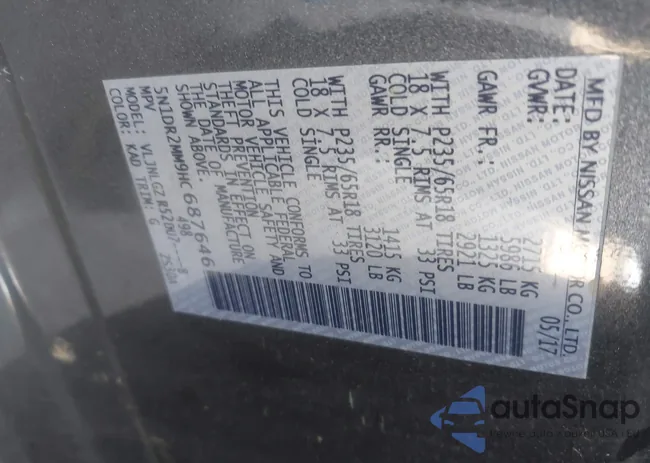 MFD BY NISSAN MOTOR CO., LTD.
DATE: 05/17
GVWR: 2715 KG
5986 LB
GAWR FR.: 1325 KG
2921 LB
WITH P235/65R18 TIRES
18 X 7.5 RIMS AT 33 PSI
COLD SINGLE
GAWR RR.: 1415 KG
3120 LB
WITH P235/65R18 TIRES
18 X 7.5 RIMS AT 33 PSI
COLD SINGLE
THIS VEHICLE CONFORMS TO
ALL APPLICABLE FEDERAL
MOTOR VEHICLE SAFETY AND
THEFT PREVENTION
STANDARDS IN EFFECT ON
THE DATE OF MANUFACTURE
SHOWN ABOVE.
5N1DR2MM9HC687646
MPV
COLOR: KAD TRIM: G
autoSnap